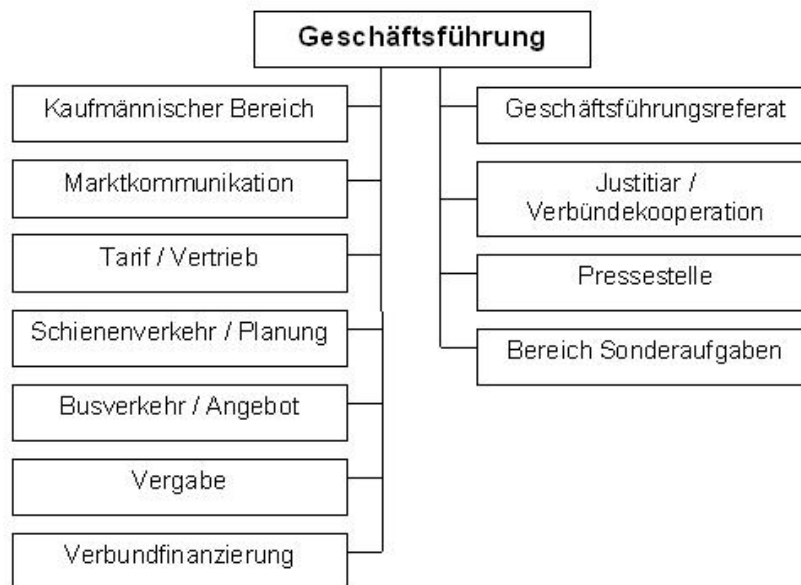 Geschäftsführung
Kaufmännischer Bereich
Marktkommunikation
Tarif / Vertrieb
Schienenverkehr / Planung
Busverkehr / Angebot
Vergabe
Verbundfinanzierung
Geschäftsführungsreferat
Justitiar /
Verbündekooperation
Pressestelle
Bereich Sonderaufgaben